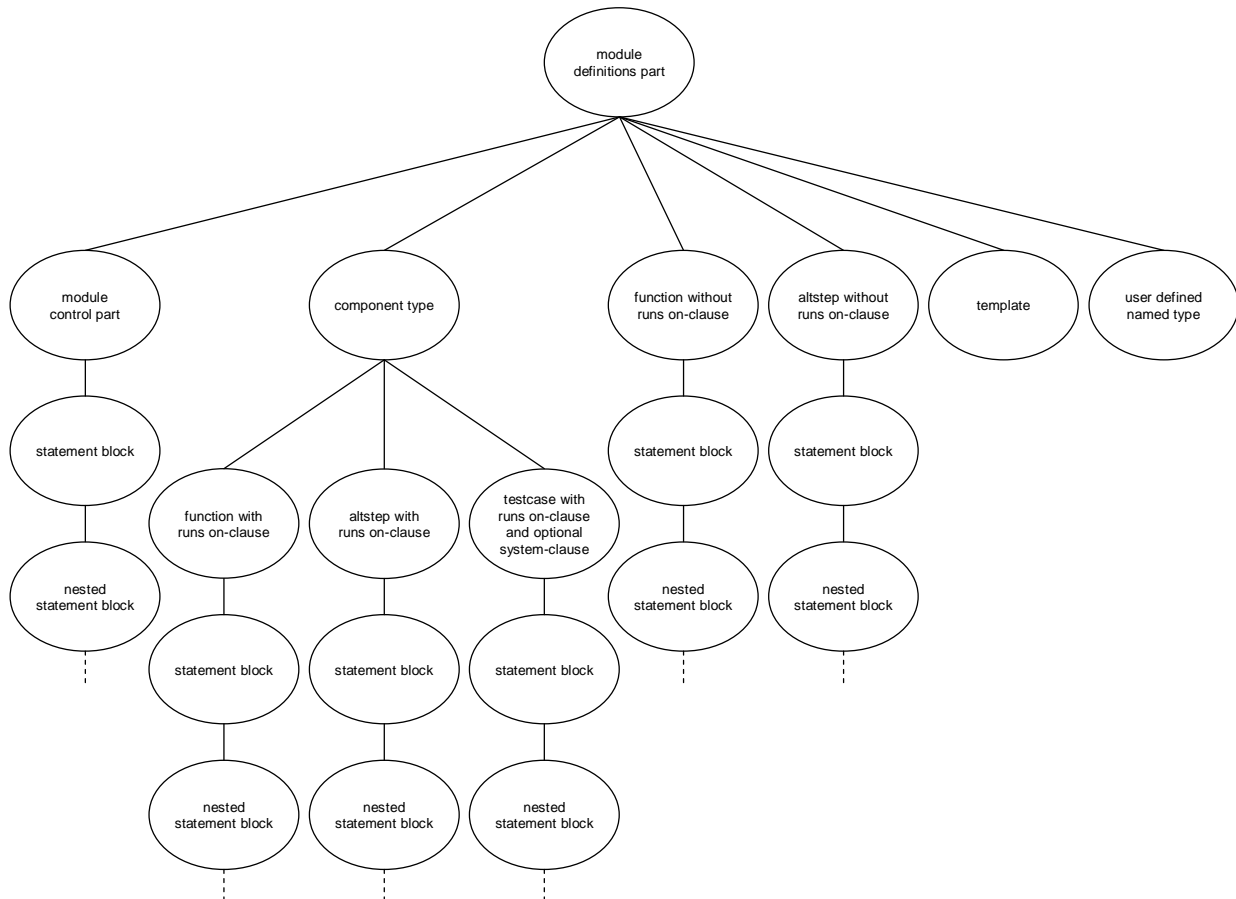 module
definitions part
module
control part
component type
function without
runs on-clause
altstep without
runs on-clause
template
user defined
named type
statement block
statement block
statement block
function with
runs on-clause
altstep with
runs on-clause
testcase with
runs on-clause
and optional
system-clause
nested
statement block
nested
statement block
nested
statement block
statement block
statement block
statement block
nested
statement block
nested
statement block
nested
statement block